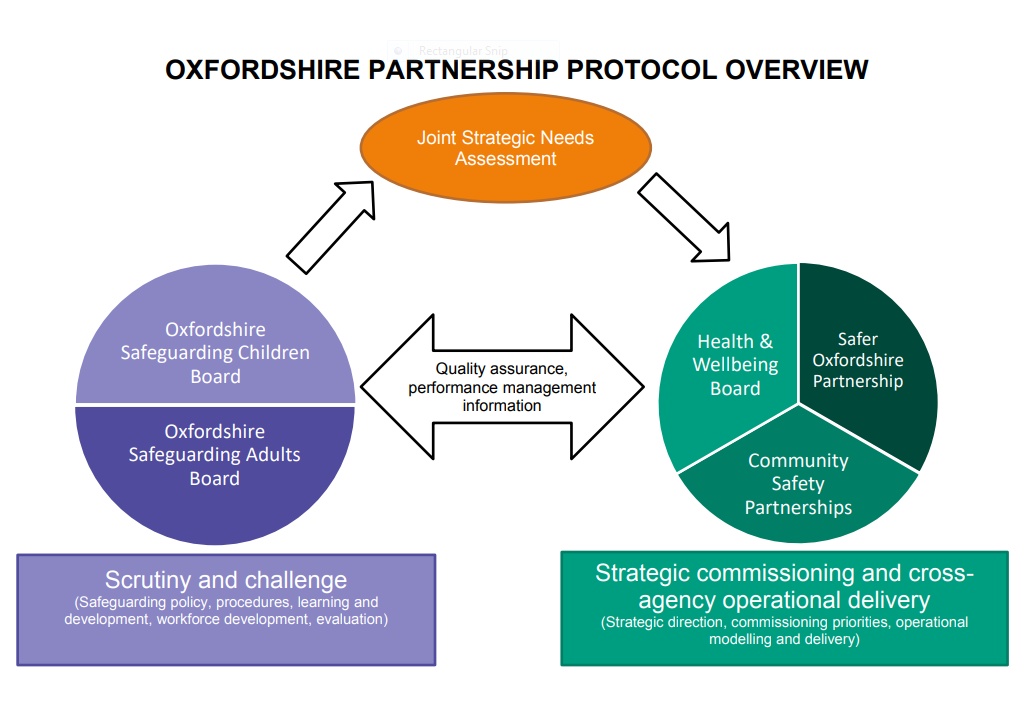 Rectangular Snip
OXFORDSHIRE PARTNERSHIP PROTOCOL OVERVIEW
Joint Strategic Needs
Assessment
Oxfordshire
Safeguarding Children
Board
Oxfordshire
Safeguarding Adults
Board
Quality assurance,
performance management
information
Health &
Wellbeing
Board
Safer
Oxfordshire
Partnership
Community
Safety
Partnerships
Scrutiny and challenge
(Safeguarding policy, procedures, learning and
development, workforce development, evaluation)
Strategic commissioning and cross-
agency operational delivery
(Strategic direction, commissioning priorities, operational
modelling and delivery)